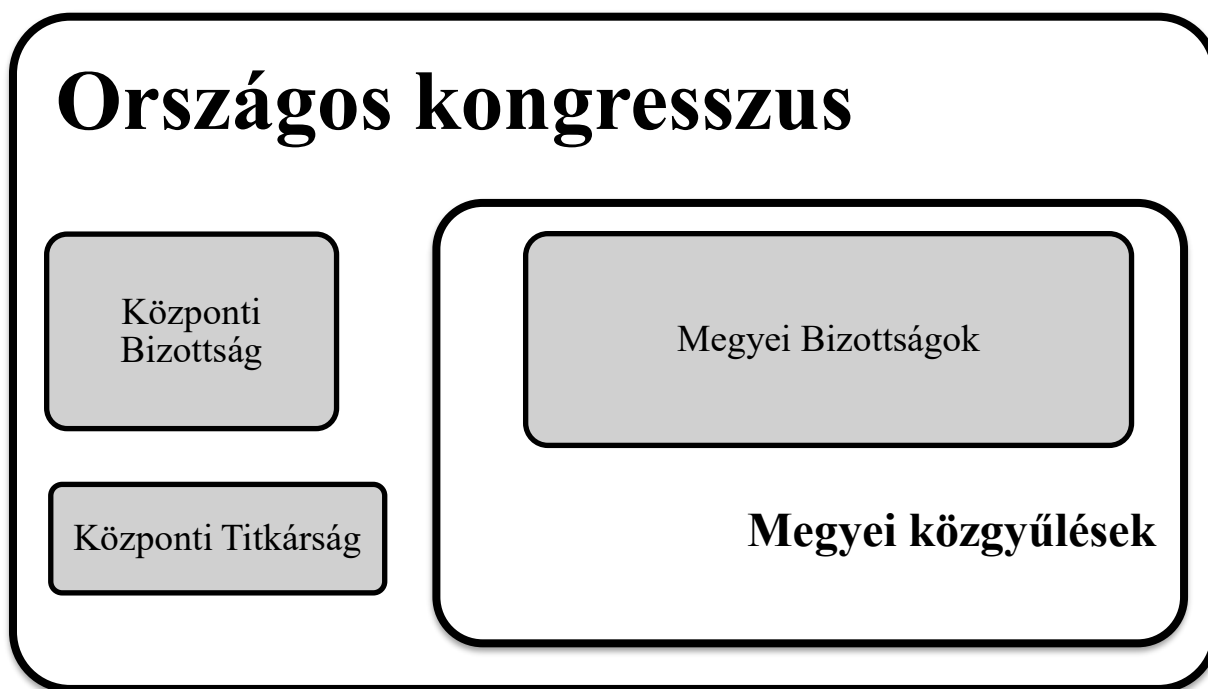 Országos kongresszus
Központi
Bizottság
Megyei Bizottságok
Központi Titkárság
Megyei közgyűlések